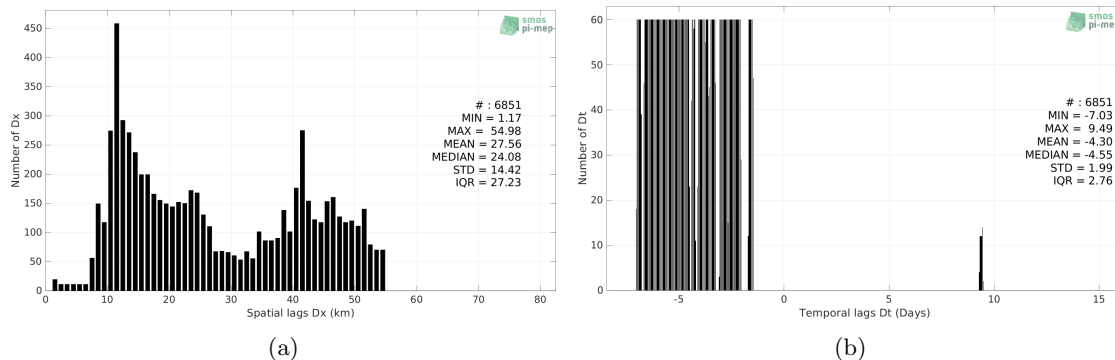 450
400
350
300
250
200
150
100
50
0
Number of Dx
smos
pi-mep
# : 6851
MIN = 1.17
MAX = 54.98
MEAN = 27.56
MEDIAN = 24.08
STD = 14.42
IQR = 27.23
0 10 20 30 40 50 60 70 80
Spatial lags Dx (km)
(a)
60
50
40
30
20
10
0
Number of Dt
smos
pi-mep
# : 6851
MIN = -7.03
MAX = 9.49
MEAN = -4.30
MEDIAN = -4.55
STD = 1.99
IQR = 2.76
-5 0 5 10 15
Temporal lags Dt (Days)
(b)